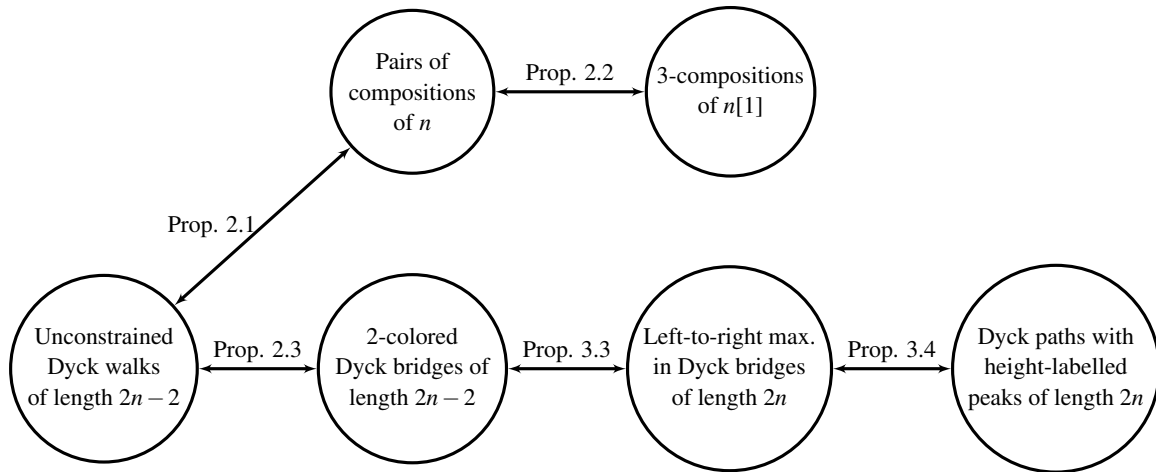 Pairs of
compositions
of n
Prop. 2.2
3-compositions
of n[1]
Prop. 2.1
Unconstrained
Dyck walks
of length 2n − 2
Prop. 2.3
2-colored
Dyck bridges of
length 2n − 2
Prop. 3.3
Left-to-right max.
in Dyck bridges
of length 2n
Prop. 3.4
Dyck paths with
height-labelled
peaks of length 2n